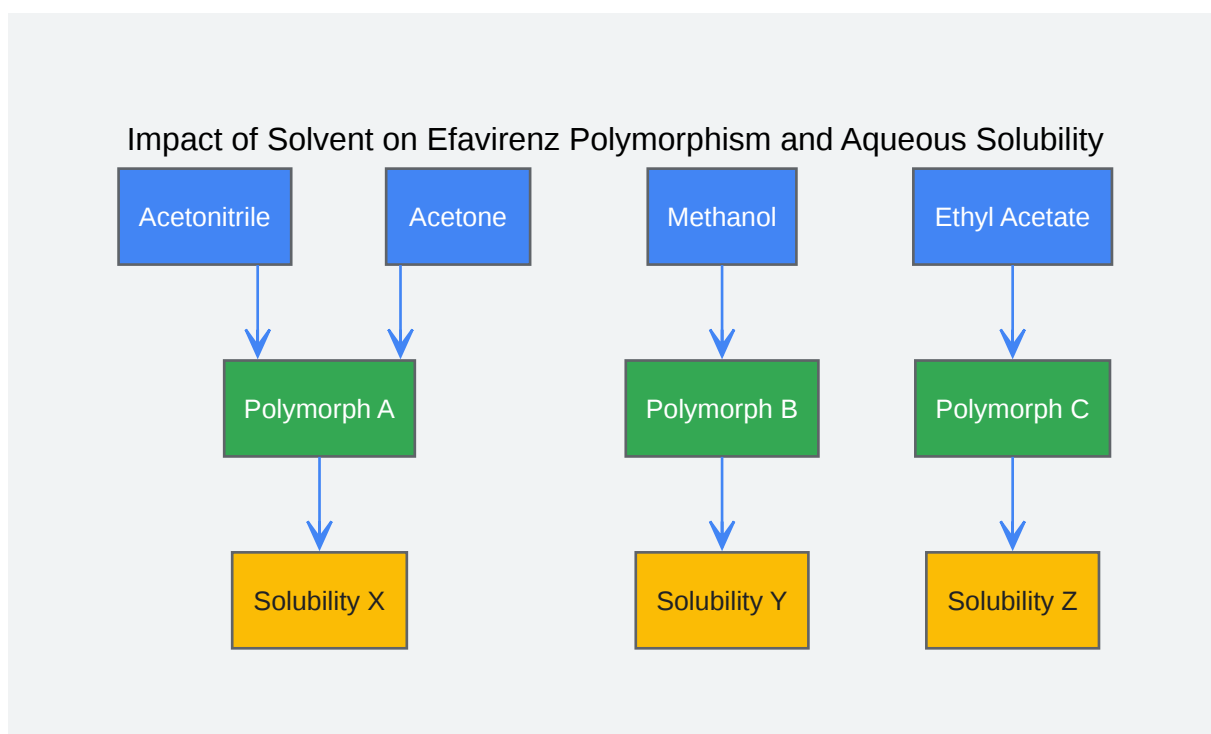 Impact of Solvent on Efavirenz Polymorphism and Aqueous Solubility
Acetonitrile
Acetone
Methanol
Ethyl Acetate
Polymorph A
Polymorph B
Polymorph C
Solubility X
Solubility Y
Solubility Z